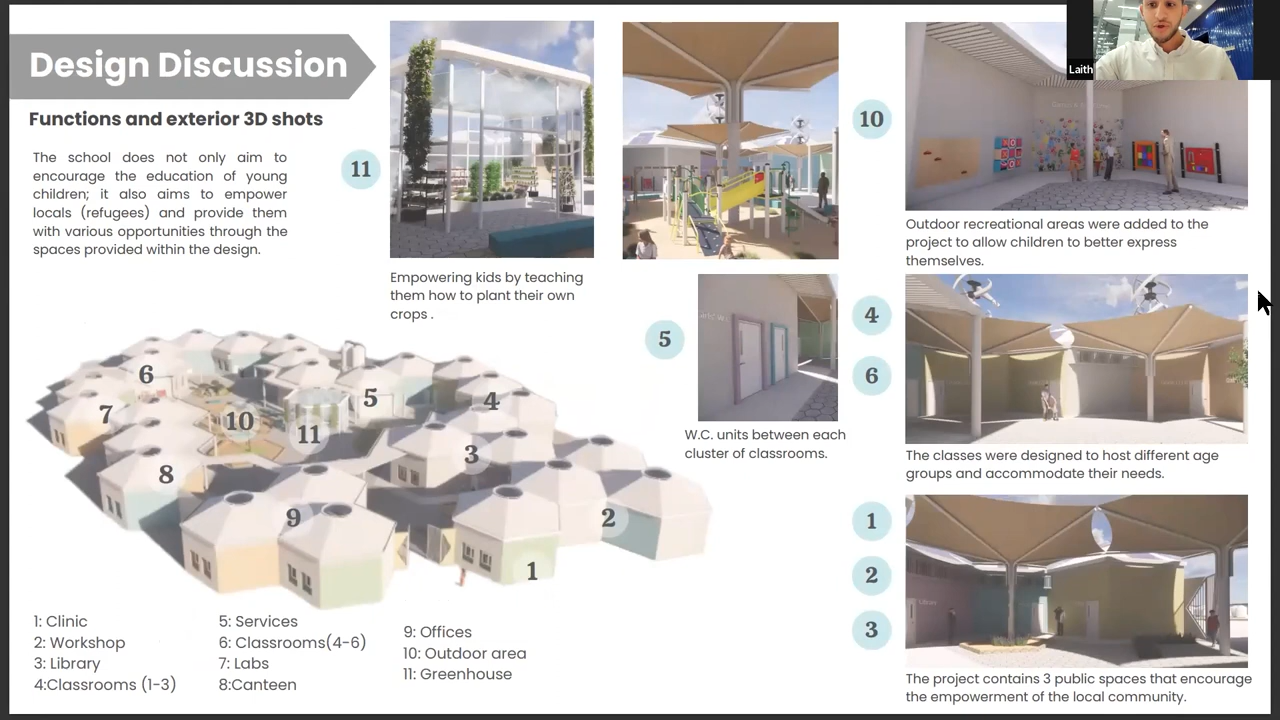 Design Discussion
Functions and exterior 3D shots
The school does not only aim to
encourage the education of young
children; it also aims to empower
locals (refugees) and provide them
with various opportunities through the
spaces provided within the design.
11
Empowering kids by teaching
them how to plant their own
crops .
10
Laith
Outdoor recreational areas were added to the
project to allow children to better express
themselves.
5
W.C. units between each
cluster of classrooms.
4
6
The classes were designed to host different age
groups and accommodate their needs.
1
2
3
Library
The project contains 3 public spaces that encourage
the empowerment of the local community.
6
7
10
11
5
4
3
8
9
2
1
1: Clinic
2: Workshop
3: Library
4:Classrooms (1-3)
5: Services
6: Classrooms(4-6)
7: Labs
8:Canteen
9: Offices
10: Outdoor area
11: Greenhouse